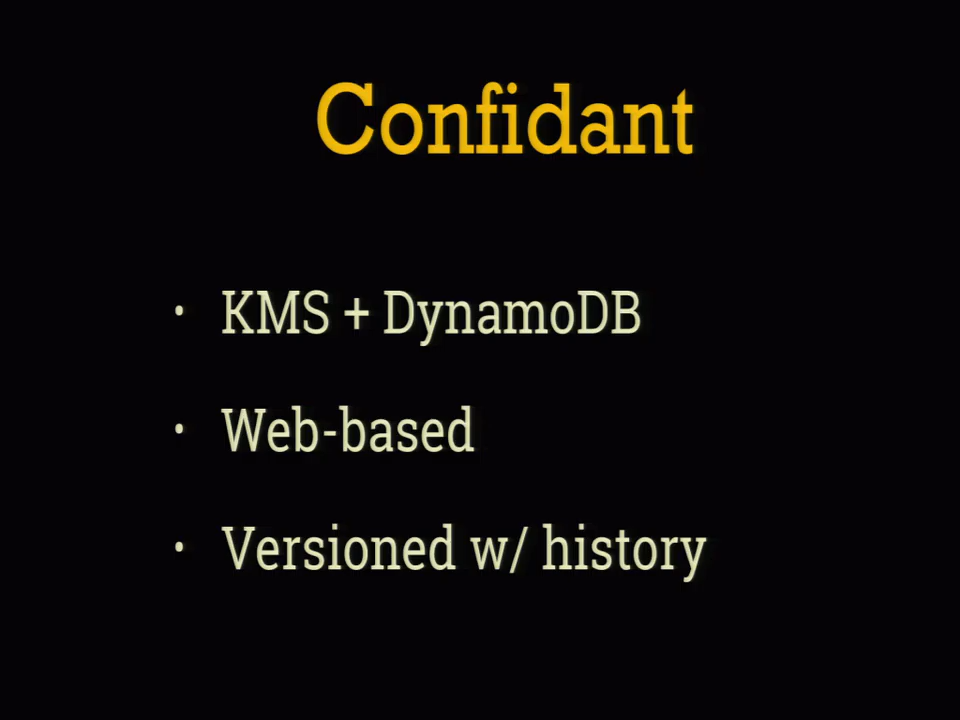 Confidant
• KMS + DynamoDB
• Web-based
• Versioned w/ history